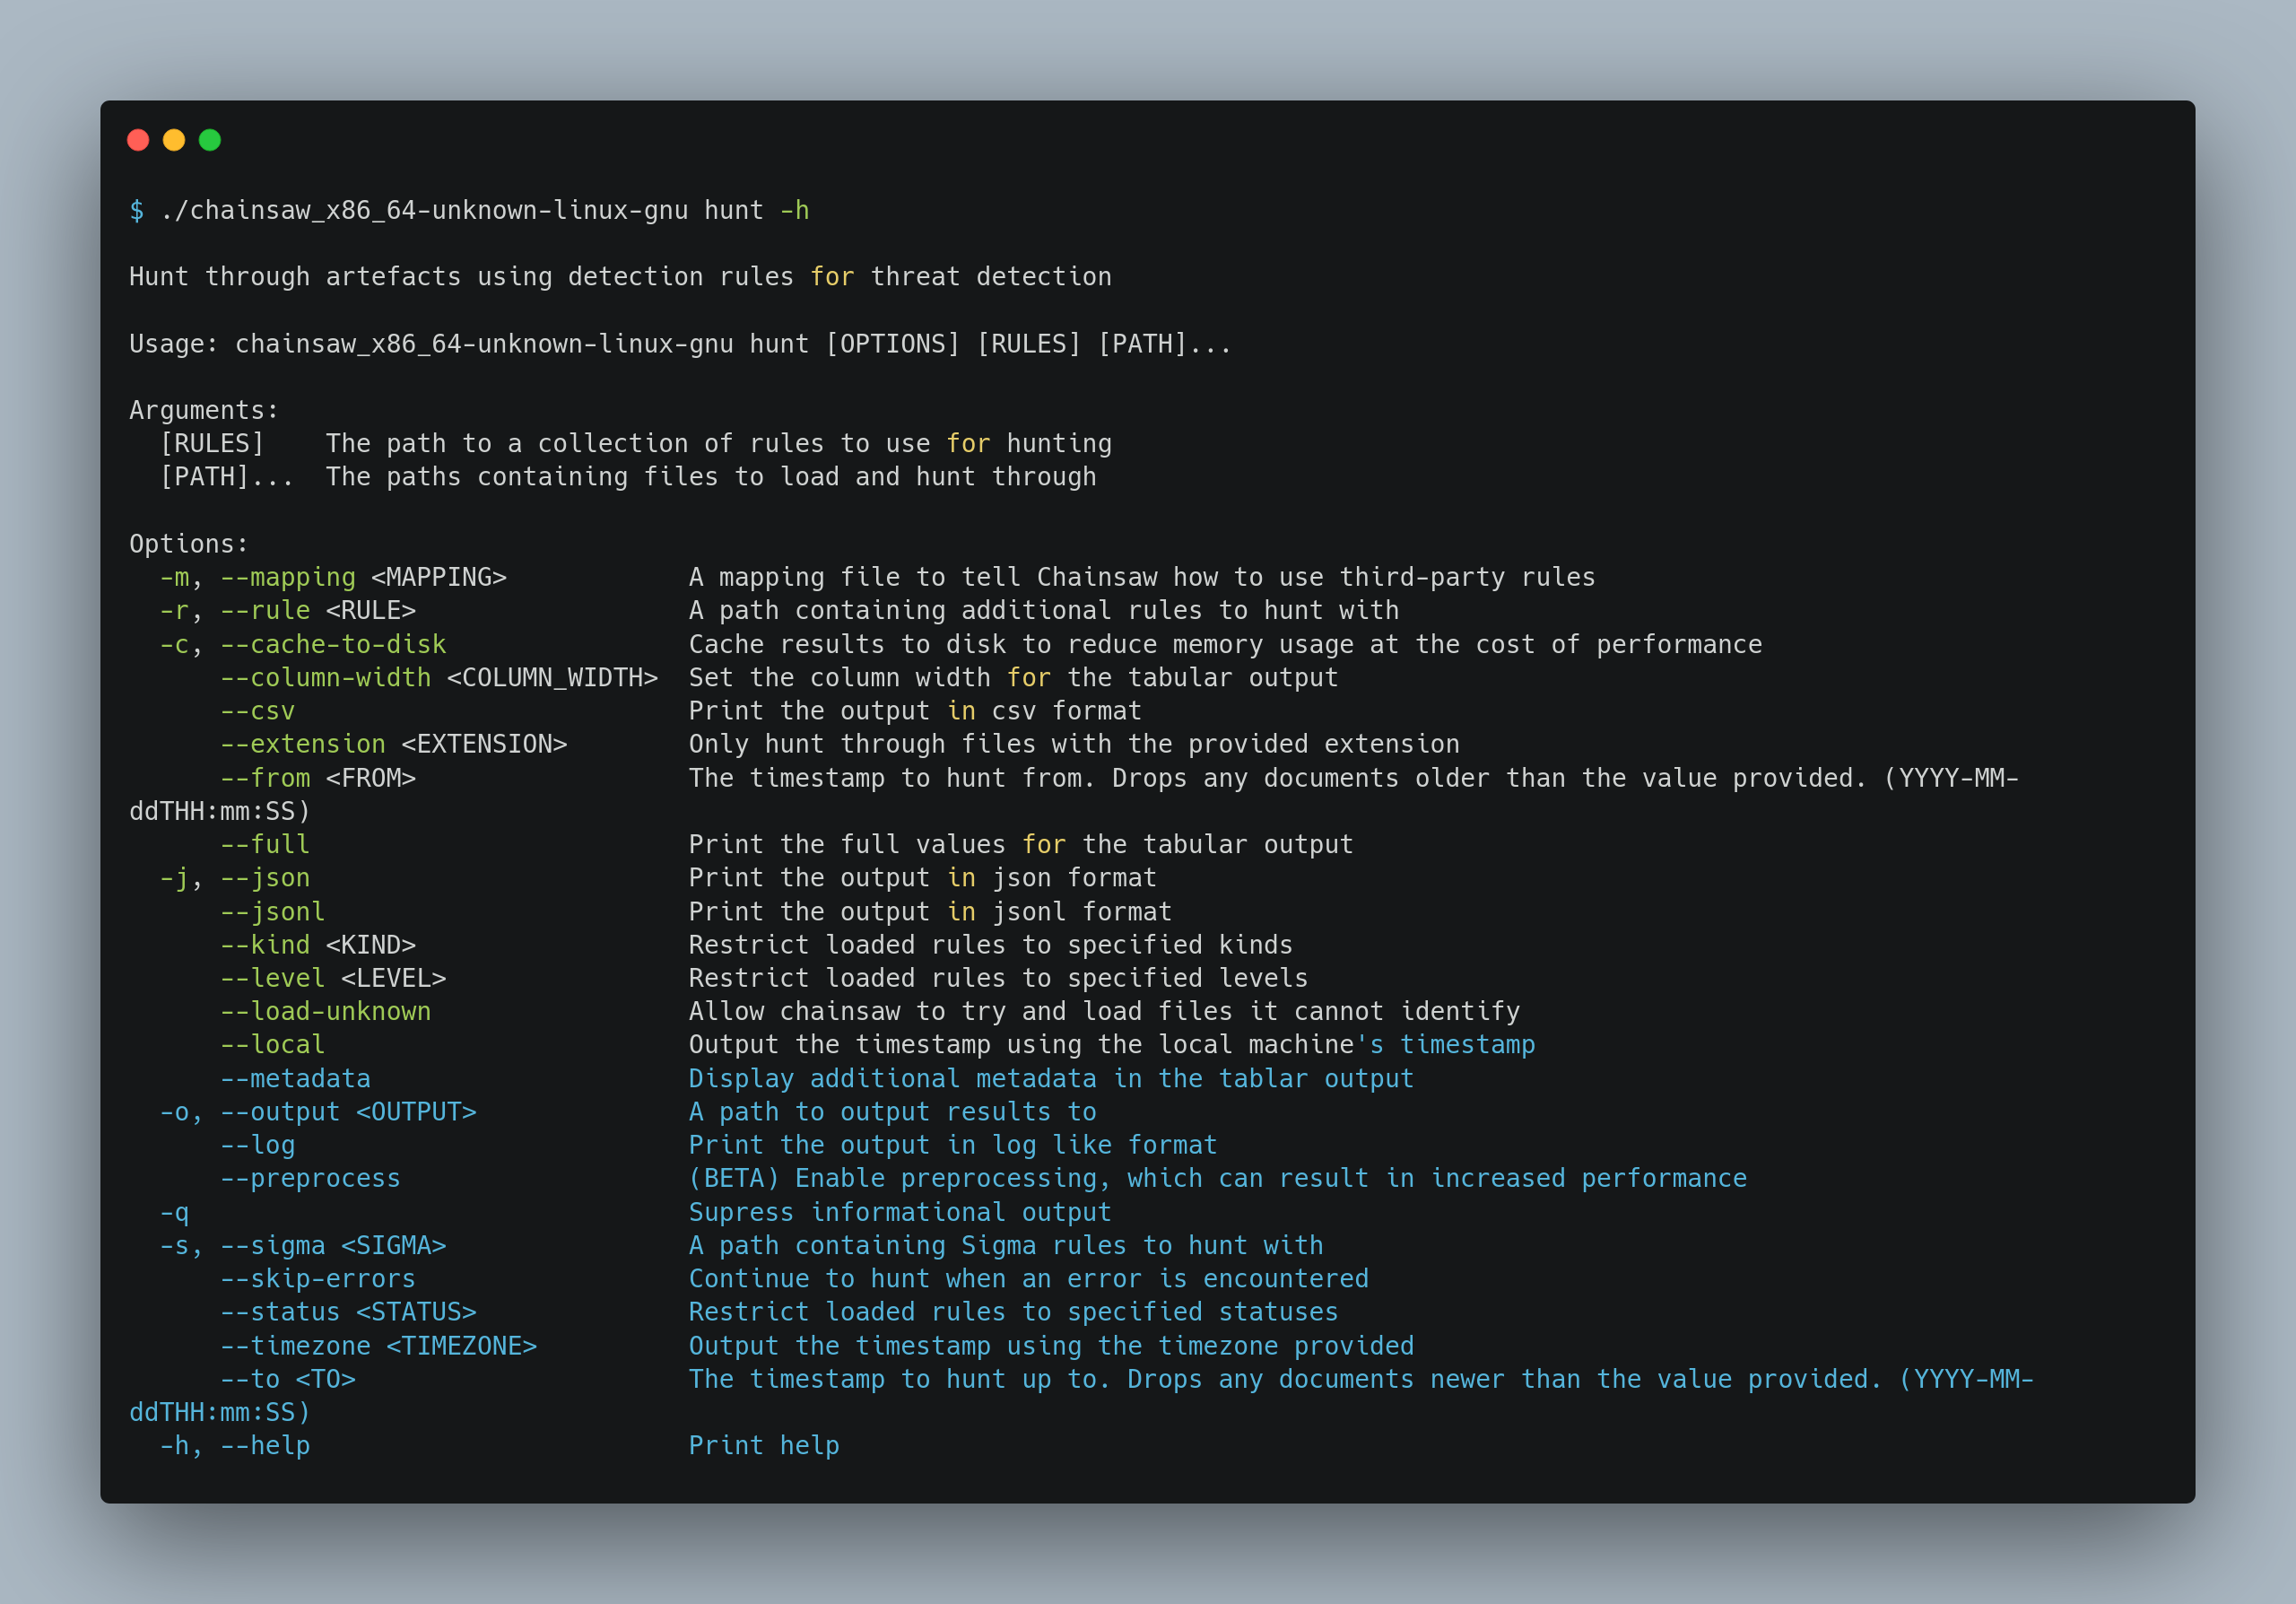 $ ./chainsaw_x86_64-unknown-linux-gnu hunt -h
Hunt through artefacts using detection rules for threat detection
Usage: chainsaw_x86_64-unknown-linux-gnu hunt [OPTIONS] [RULES] [PATH]...
Arguments:
  [RULES]    The path to a collection of rules to use for hunting
  [PATH]...  The paths containing files to load and hunt through
Options:
  -m, --mapping <MAPPING>            A mapping file to tell Chainsaw how to use third-party rules
  -r, --rule <RULE>                  A path containing additional rules to hunt with
  -c, --cache-to-disk                Cache results to disk to reduce memory usage at the cost of performance
      --column-width <COLUMN_WIDTH>  Set the column width for the tabular output
      --csv                          Print the output in csv format
      --extension <EXTENSION>        Only hunt through files with the provided extension
      --from <FROM>                  The timestamp to hunt from. Drops any documents older than the value provided. (YYYY-MM-
ddTHH:mm:SS)
      --full                         Print the full values for the tabular output
  -j, --json                         Print the output in json format
      --jsonl                        Print the output in jsonl format
      --kind <KIND>                  Restrict loaded rules to specified kinds
      --level <LEVEL>                Restrict loaded rules to specified levels
      --load-unknown                 Allow chainsaw to try and load files it cannot identify
      --local                        Output the timestamp using the local machine's timestamp
      --metadata                     Display additional metadata in the tablar output
  -o, --output <OUTPUT>              A path to output results to
      --log                          Print the output in log like format
      --preprocess                   (BETA) Enable preprocessing, which can result in increased performance
  -q                                 Supress informational output
  -s, --sigma <SIGMA>                A path containing Sigma rules to hunt with
      --skip-errors                  Continue to hunt when an error is encountered
      --status <STATUS>              Restrict loaded rules to specified statuses
      --timezone <TIMEZONE>          Output the timestamp using the timezone provided
      --to <TO>                      The timestamp to hunt up to. Drops any documents newer than the value provided. (YYYY-MM-
ddTHH:mm:SS)
  -h, --help                         Print help